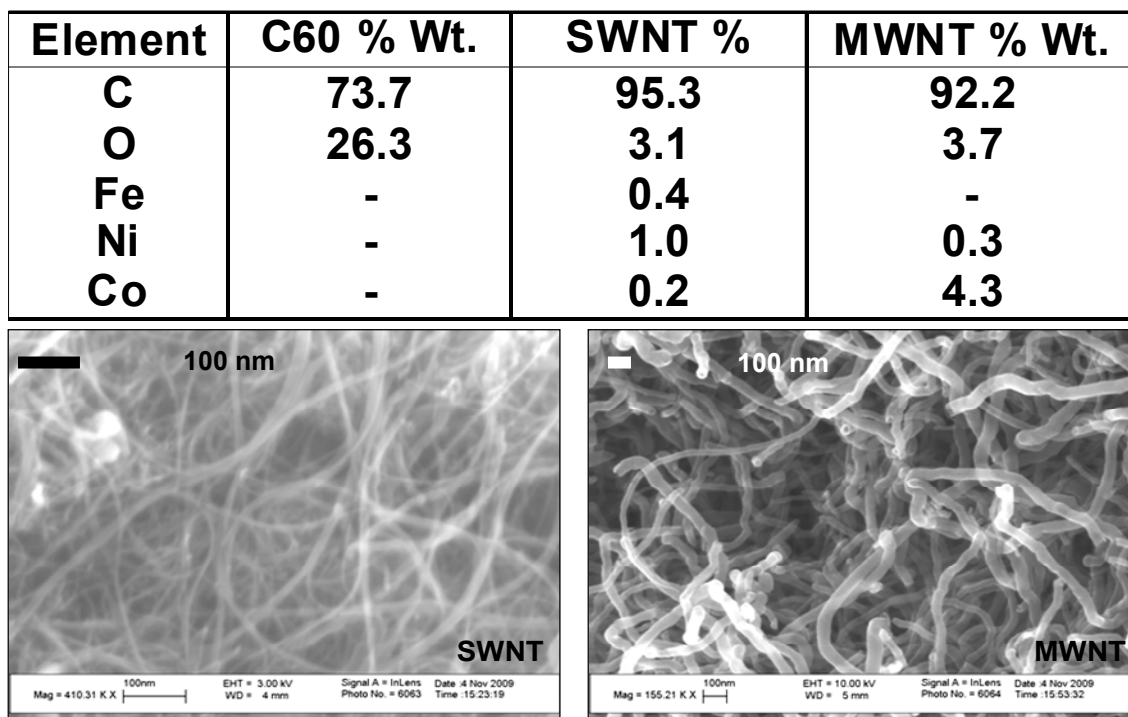 Element C60 % Wt. SWNT % MWNT % Wt.
C 73.7 95.3 92.2
O 26.3 3.1 3.7
Fe - 0.4 -
Ni - 1.0 0.3
Co - 0.2 4.3
100 nm
SWNT
100nm
Mag = 410.31 K X
EHT = 3.00 kV
WD = 4 mm
Signal A = InLens
Photo No. = 6063
Date :4 Nov 2009
Time :15:23:19
100 nm
MWNT
100nm
Mag = 155.21 K X
EHT = 10.00 kV
WD = 5 mm
Signal A = InLens
Photo No. = 6064
Date :4 Nov 2009
Time :15:53:32